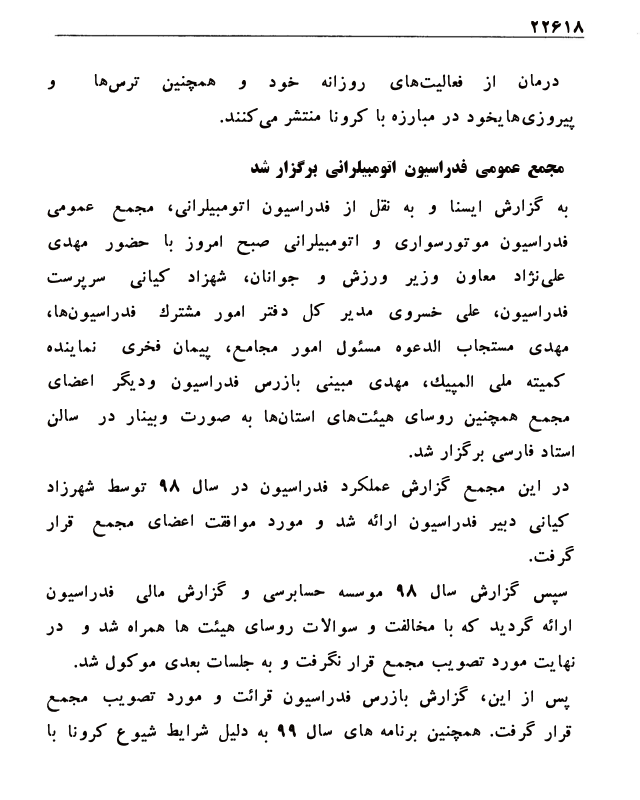 ۲۲۶۱۸
درمان از فعالیت‌های روزانه خود و همچنین ترس‌ها و
پیروزی‌هایخود در مبارزه با کرونا منتشر می‌کنند.
مجمع عمومی فدراسیون اتومبیلرانی برگزار شد
به گزارش ایسنا و به نقل از فدراسیون اتومبیلرانی، مجمع عمومی
فدراسیون موتورسواری و اتومبیلرانی صبح امروز با حضور مهدی
علی‌نژاد معاون وزیر ورزش و جوانان، شهزاد کیانی سرپرست
فدراسیون، علی خسروی مدیر کل دفتر امور مشترك فدراسیون‌ها،
مهدی مستجاب الدعوه مسئول امور مجامع، پیمان فخری نماینده
کمیته ملی المپیك، مهدی مبینی بازرس فدراسیون ودیگر اعضای
مجمع همچنین روسای هیئت‌های استان‌ها به صورت وبینار در سالن
استاد فارسی برگزار شد.
در این مجمع گزارش عملکرد فدراسیون در سال ۹۸ توسط شهرزاد
کیانی دبیر فدراسیون ارائه شد و مورد موافقت اعضای مجمع قرار
گرفت.
سپس گزارش سال ۹۸ موسسه حسابرسی و گزارش مالی فدراسیون
ارائه گردید که با مخالفت و سوالات روسای هیئت ها همراه شد و در
نهایت مورد تصویب مجمع قرار نگرفت و به جلسات بعدی موکول شد.
پس از این، گزارش بازرس فدراسیون قرائت و مورد تصویب مجمع
قرار گرفت. همچنین برنامه های سال ۹۹ به دلیل شرایط شیوع کرونا با